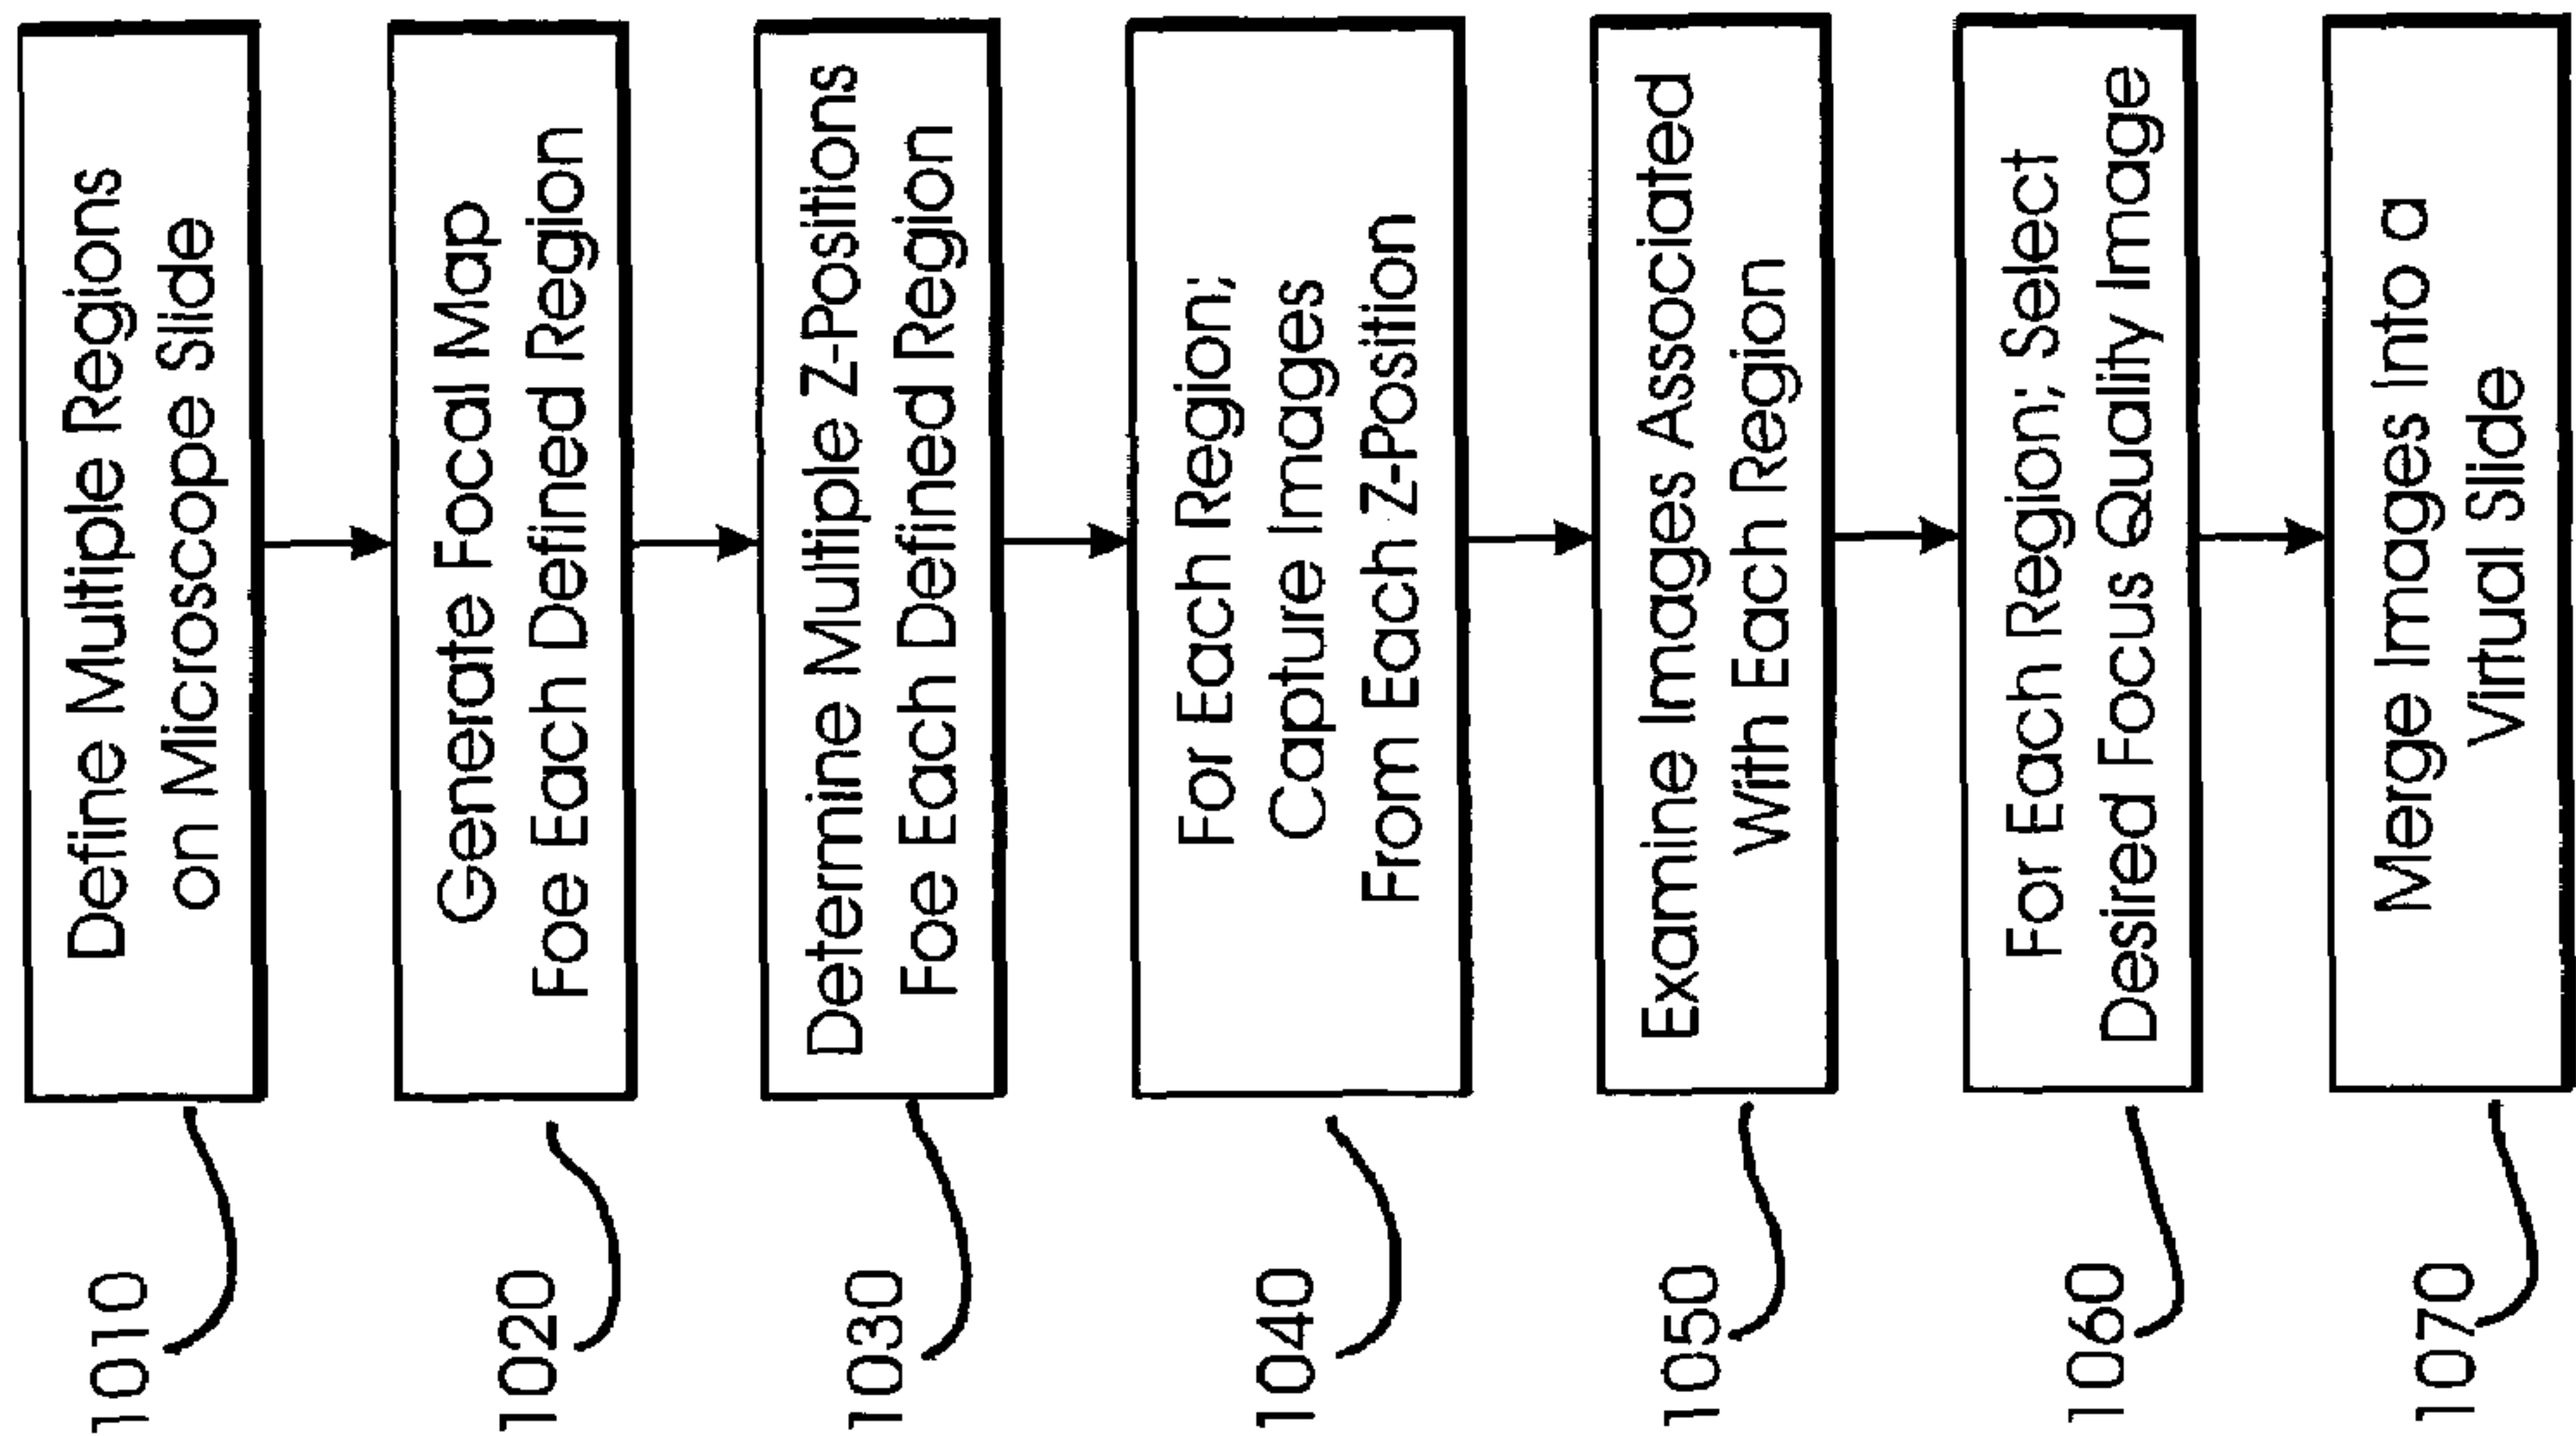 1010
Define Multiple Regions
on Microscope Slide
1020
Generate Focal Map
Foe Each Defined Region
1030
Determine Multiple Z-Positions
Foe Each Defined Region
1040
For Each Region;
Capture Images
From Each Z-Position
1050
Examine Images Associated
With Each Region
1060
For Each Region; Select
Desired Focus Quality Image
1070
Merge Images Into a
Virtual Slide